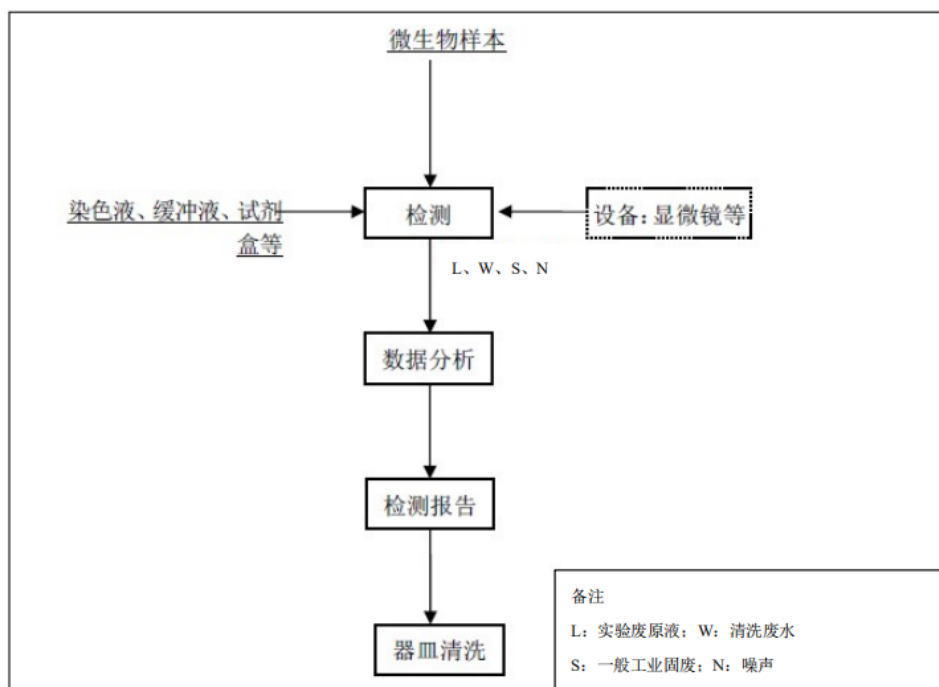 微生物样本
染色液、缓冲液、试剂
盒等
检测
设备：显微镜等
L、W、S、N
数据分析
检测报告
器皿清洗
备注
L：实验废原液；W：清洗废水
S：一般工业固废；N：噪声